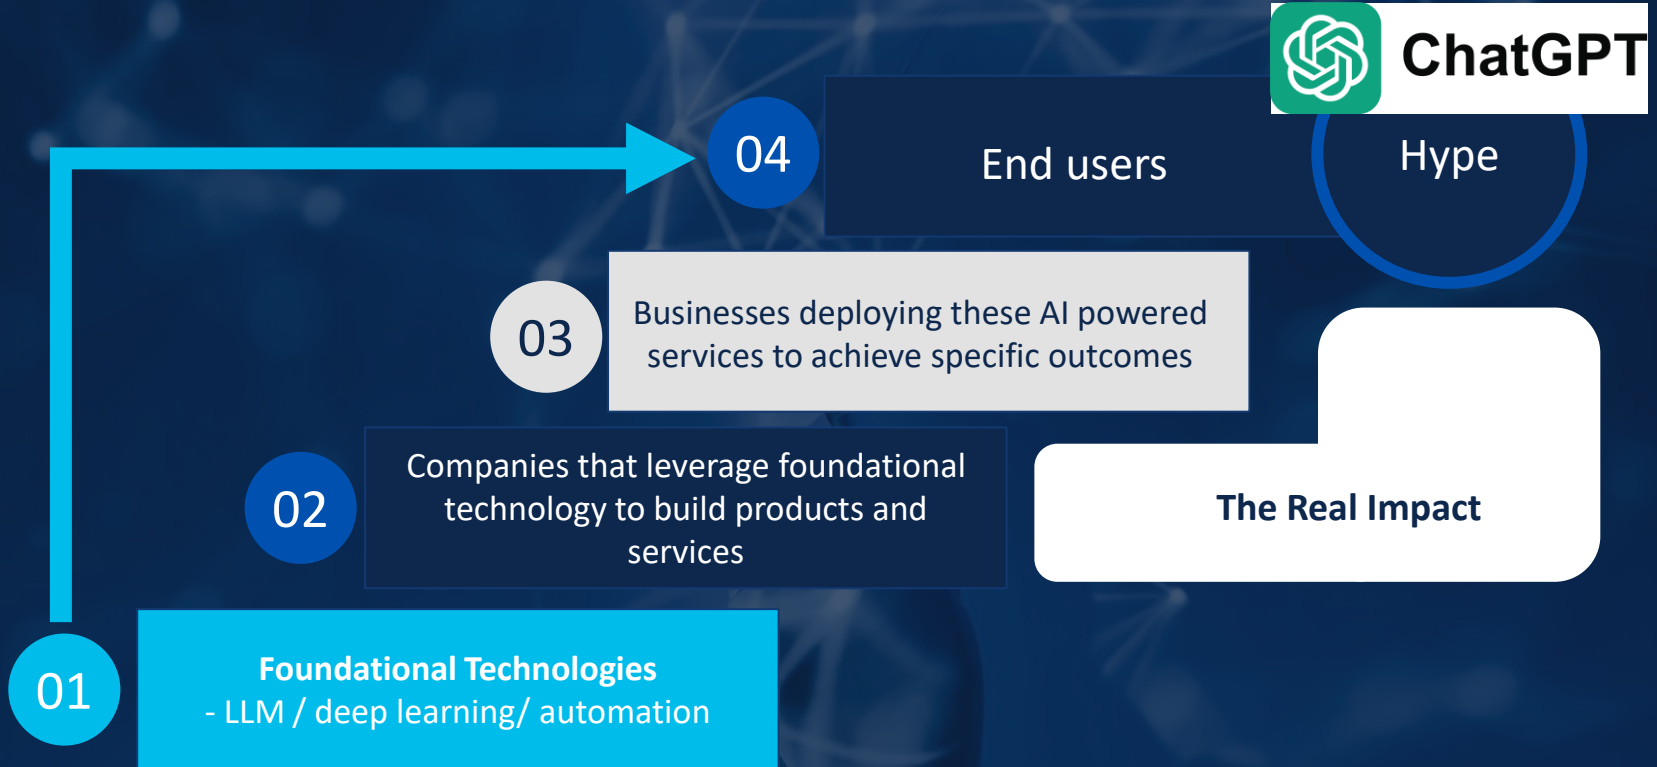 ChatGPT
04
End users
Hype
03
Businesses deploying these AI powered
services to achieve specific outcomes
02
Companies that leverage foundational
technology to build products and
services
The Real Impact
01
Foundational Technologies
- LLM / deep learning/ automation